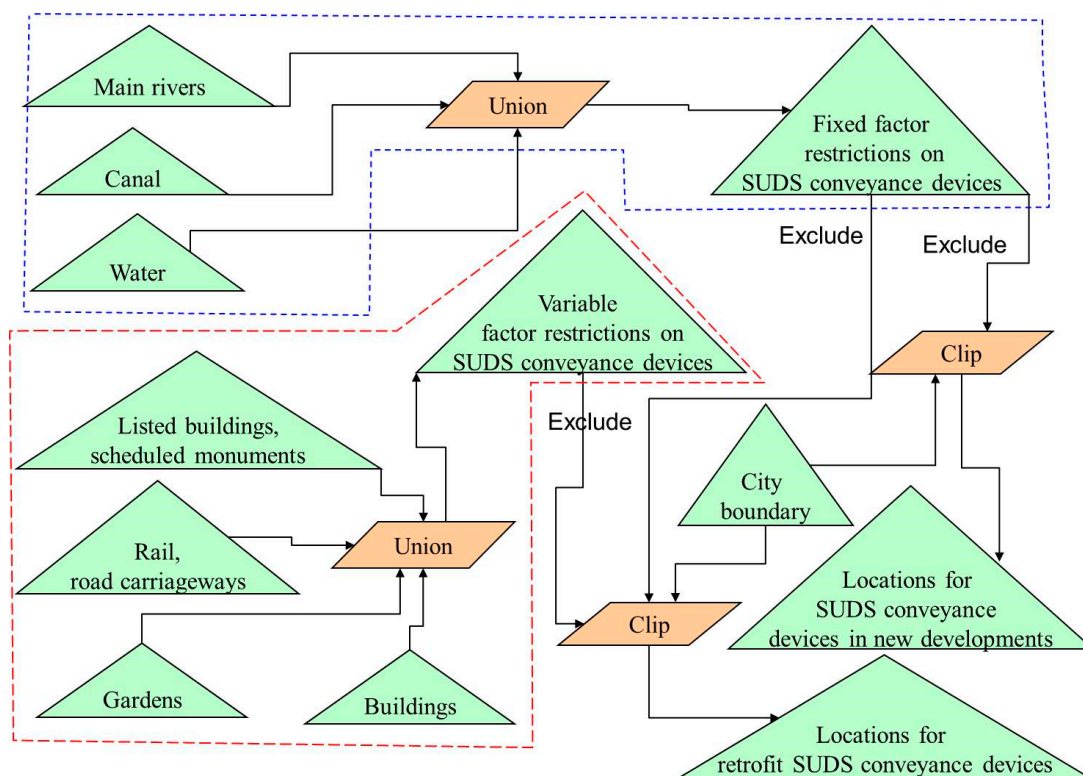 Main rivers
Union
Fixed factor
restrictions on
SUDS conveyance devices
Canal
Water
Exclude
Exclude
Variable
factor restrictions on
SUDS conveyance devices
Clip
Listed buildings,
scheduled monuments
Exclude
City
boundary
Rail,
road carriageways
Union
Locations for
SUDS conveyance
devices in new developments
Clip
Gardens
Buildings
Locations for
retrofit SUDS conveyance devices